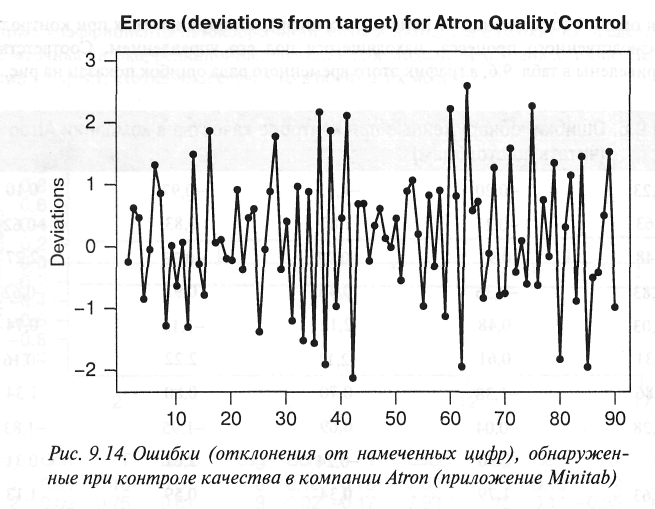 Errors (deviations from target) for Atron Quality Control
3
2
1
0
−1
−2
Deviations
10 20 30 40 50 60 70 80 90
Рис. 9.14. Ошибки (отклонения от намеченных цифр), обнаружен-
ные при контроле качества в компании Atron (приложение Minitab)